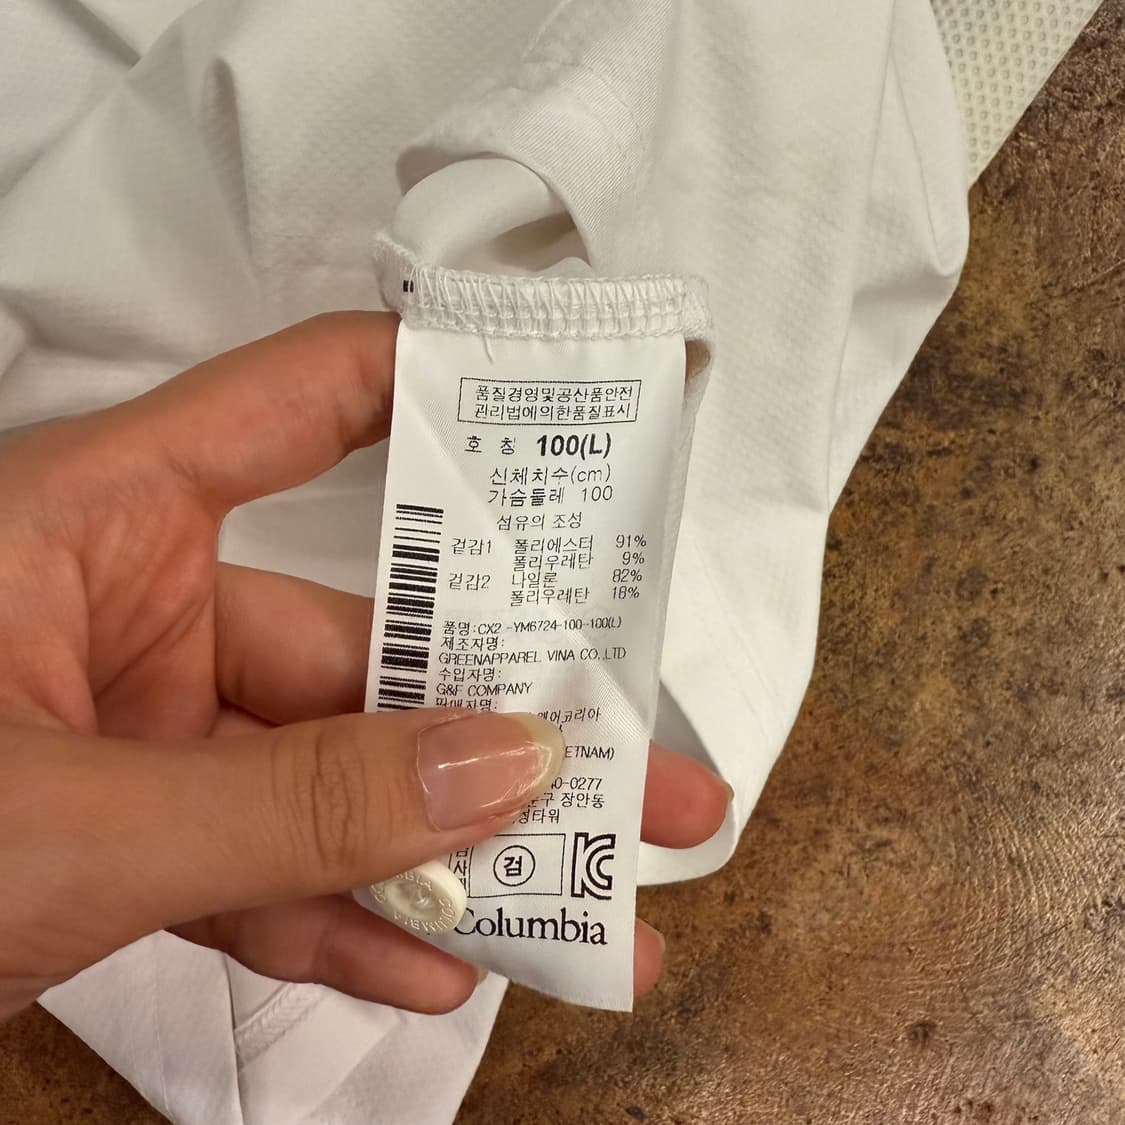 품질경영및공산품안전
관리법에의한품질표시
호 칭 100(L)
신체치수(cm)
가슴둘레 100
섬유의 조성
겉감1 폴리에스터 91%
폴리우레탄 9%
겉감2 나일론 82%
폴리우레탄 18%
품명:CX2 -YM6724-100-100(L)
제조자명:
GREENAPPAREL VINA CO.,LTD
수입자명:
G&F COMPANY
판매자명:
웨어코리아
ETNAM)
0-0277
장안동
타워
검
Columbia
COLUMBIA